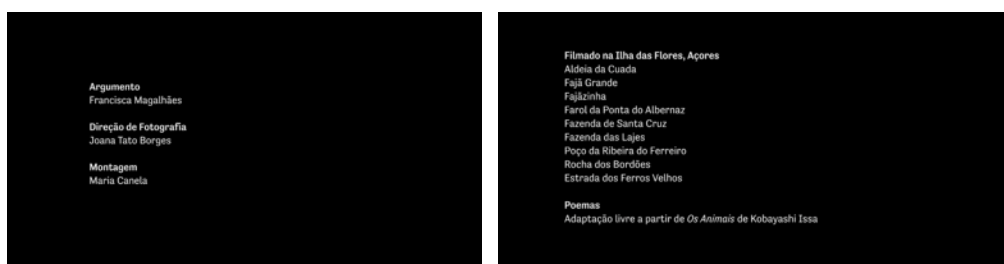 Argumento
Francisca Magalhães
Direção de Fotografia
Joana Tato Borges
Montagem
Maria Canela
Filmado na Ilha das Flores, Açores
Aldeia da Cuada
Fajã Grande
Fajãzinha
Farol da Ponta do Albernaz
Fazenda de Santa Cruz
Fazenda das Lajes
Poço da Ribeira do Ferreiro
Rocha dos Bordões
Estrada dos Ferros Velhos
Poemas
Adaptação livre a partir de Os Animais de Kobayashi Issa